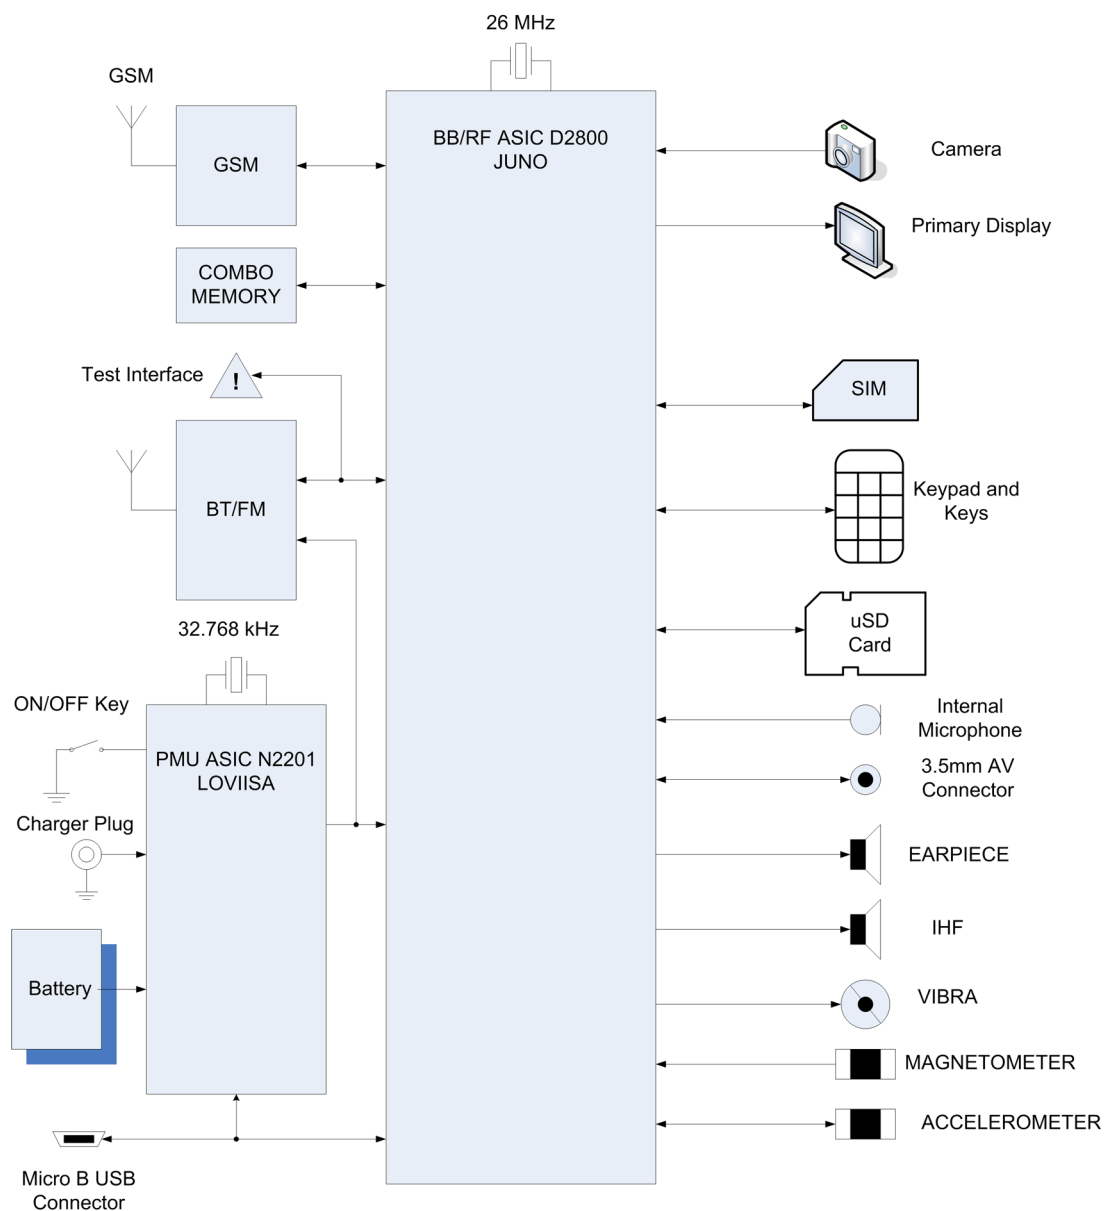 26 MHz
GSM
BB/RF ASIC D2800
JUNO
GSM
Camera
Primary Display
COMBO
MEMORY
Test Interface
!
SIM
BT/FM
Keypad and
Keys
uSD
Card
32.768 kHz
ON/OFF Key
Internal
Microphone
PMU ASIC N2201
LOVIISA
3.5mm AV
Connector
Charger Plug
EARPIECE
IHF
Battery
VIBRA
MAGNETOMETER
ACCELEROMETER
Micro B USB
Connector